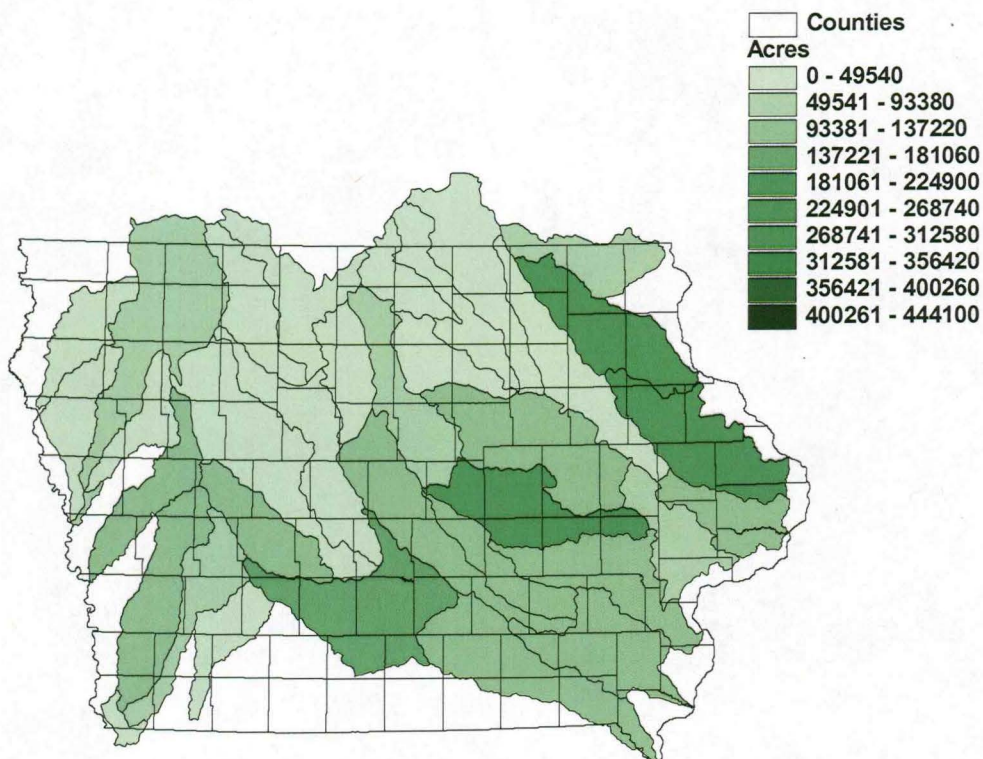 Counties
Acres
0 - 49540
49541 - 93380
93381 - 137220
137221 - 181060
181061 - 224900
224901 - 268740
268741 - 312580
312581 - 356420
356421 - 400260
400261 - 444100